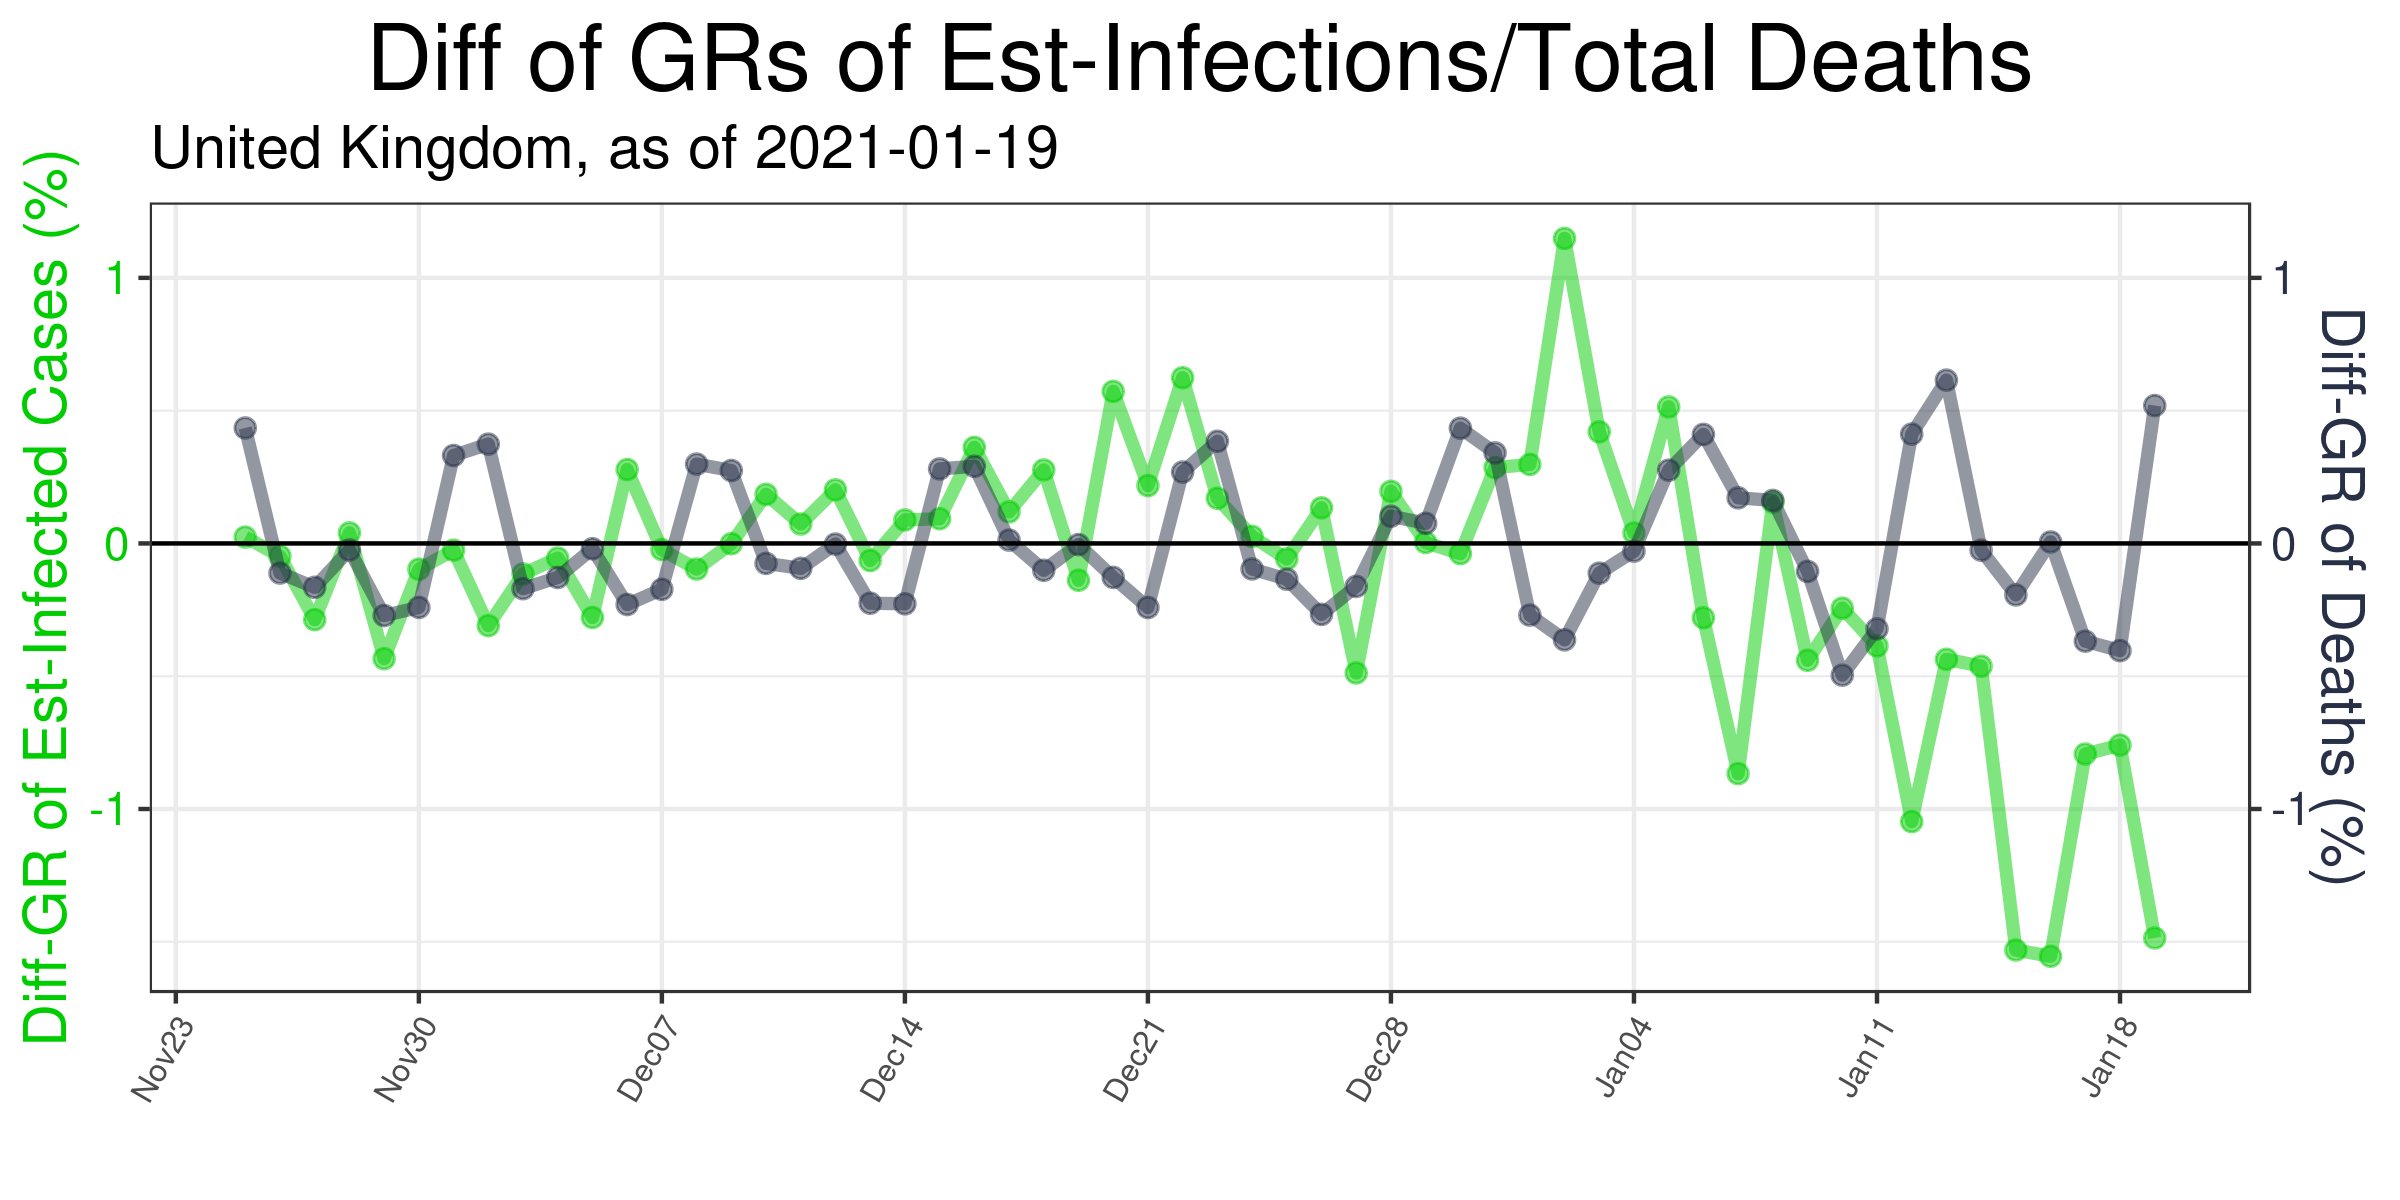 Diff of GRs of Est-Infections/Total Deaths
United Kingdom, as of 2021-01-19
Diff-GR of Est-Infected Cases (%)
1
0
-1
1
0
-1
Diff-GR of Deaths (%)
Nov23
Nov30
Dec07
Dec14
Dec21
Dec28
Jan04
Jan11
Jan18